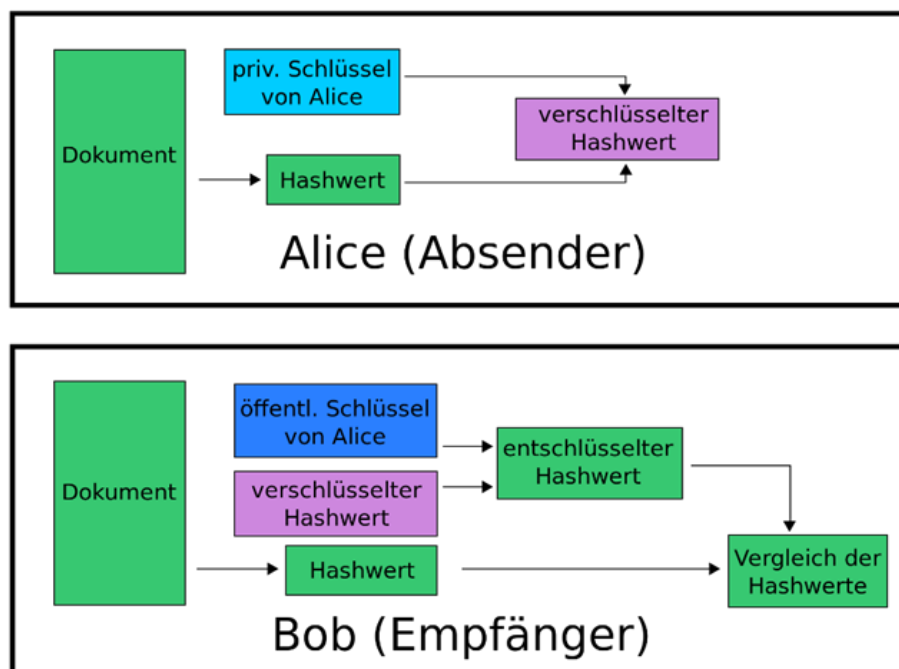 priv. Schlüssel
von Alice
verschlüsselter
Hashwert
Dokument
Hashwert
Alice (Absender)
öffentl. Schlüssel
von Alice
entschlüsselter
Hashwert
Dokument
verschlüsselter
Hashwert
Hashwert
Vergleich der
Hashwerte
Bob (Empfänger)